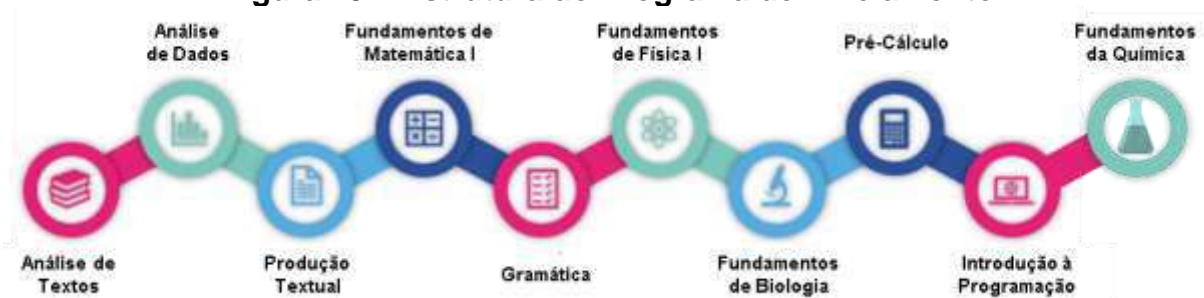 Análise
de Dados
Fundamentos de
Matemática I
Fundamentos
de Física I
Pré-Cálculo
Fundamentos
da Química
Análise de
Textos
Produção
Textual
Gramática
Fundamentos
de Biologia
Introdução à
Programação